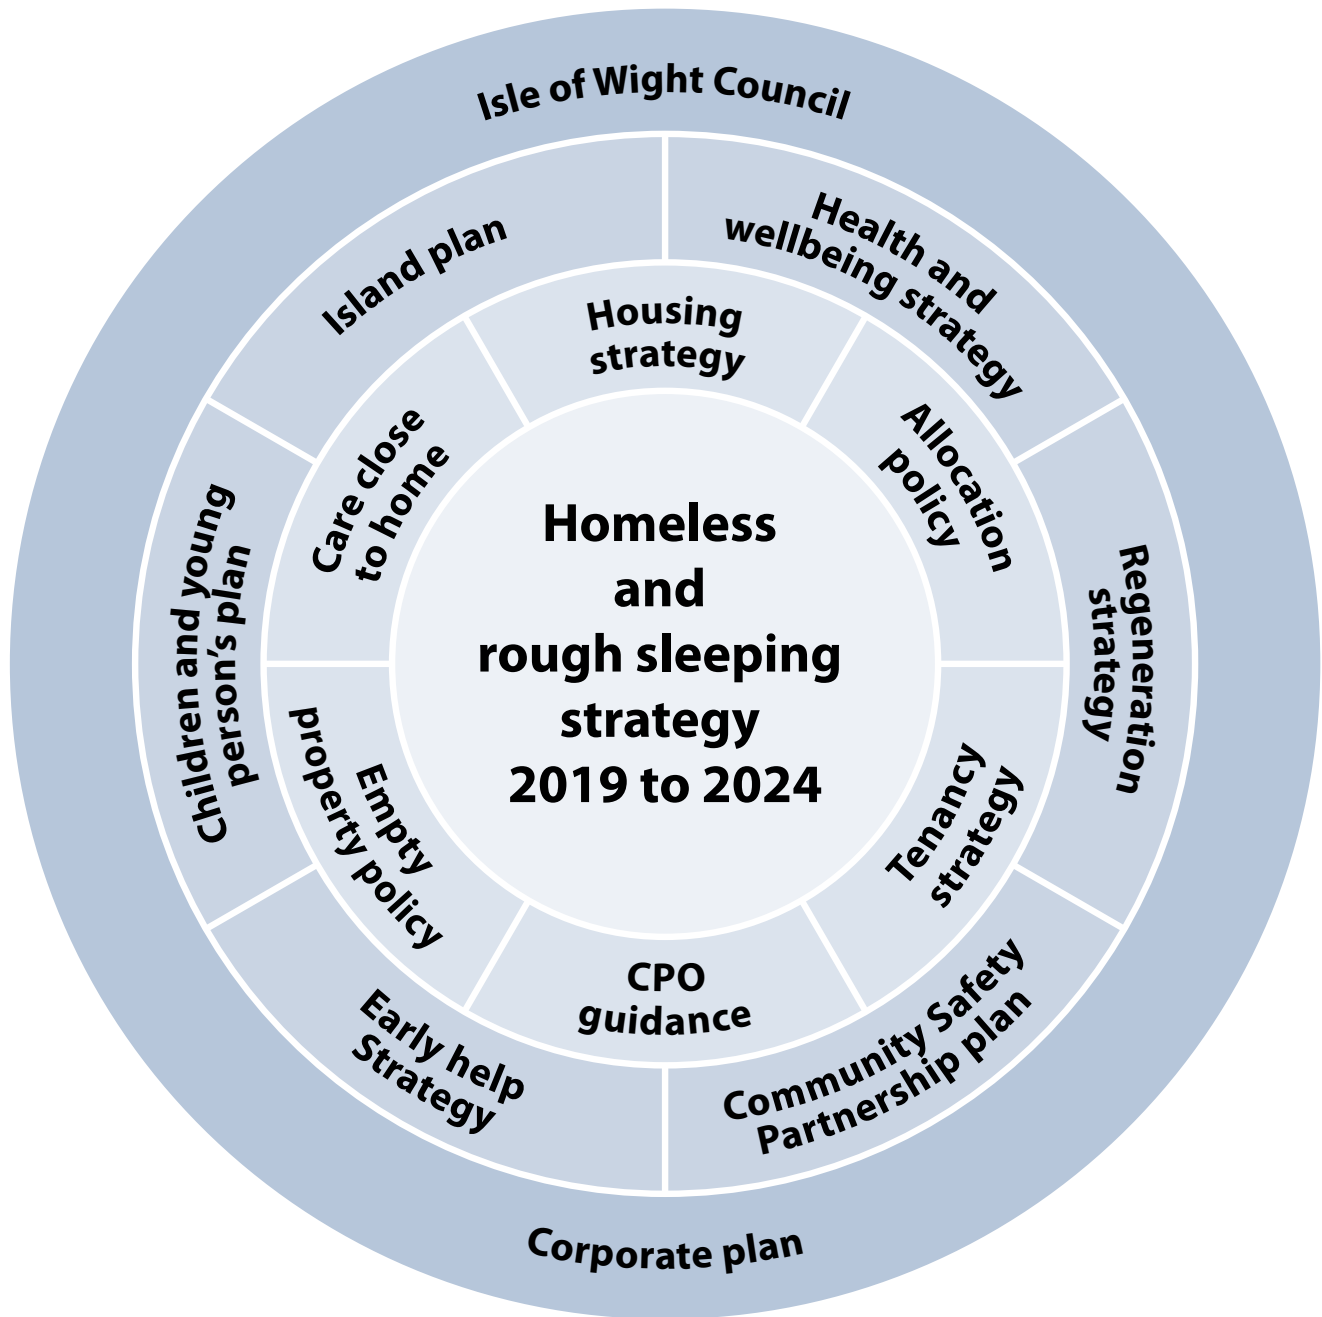 Isle of Wight Council
Island plan
Health and
wellbeing strategy
Regeneration
strategy
Community Safety
Partnership plan
Early help
Strategy
Children and young
person’s plan
Housing
strategy
Allocation
policy
Tenancy
strategy
CPO
guidance
Empty
property policy
Care close
to home
Homeless
and
rough sleeping
strategy
2019 to 2024
Corporate plan